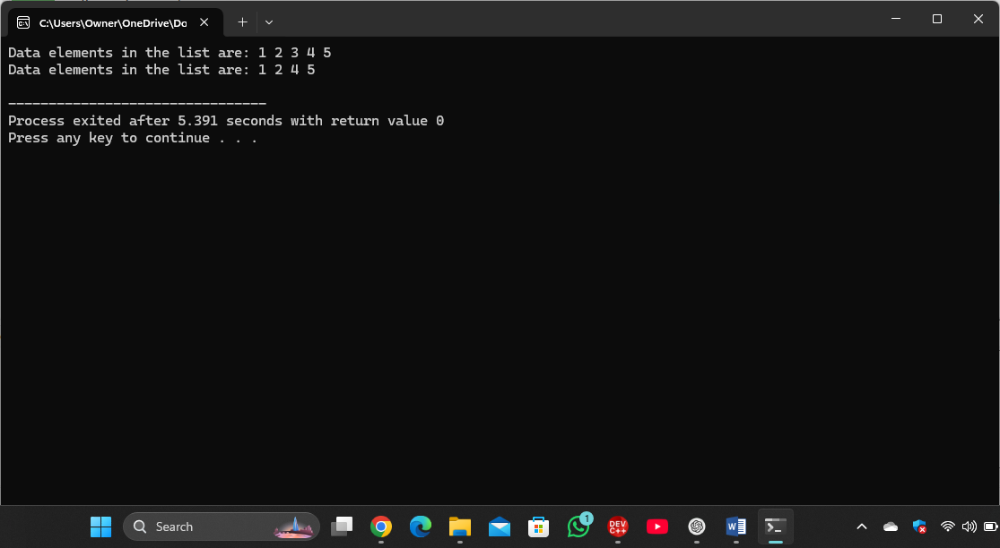 C:\Users\Owner\OneDrive\Do
Data elements in the list are: 1 2 3 4 5
Data elements in the list are: 1 2 4 5
--------------------------------
Process exited after 5.391 seconds with return value 0
Press any key to continue . . .
Search
1
DEV
C++
W